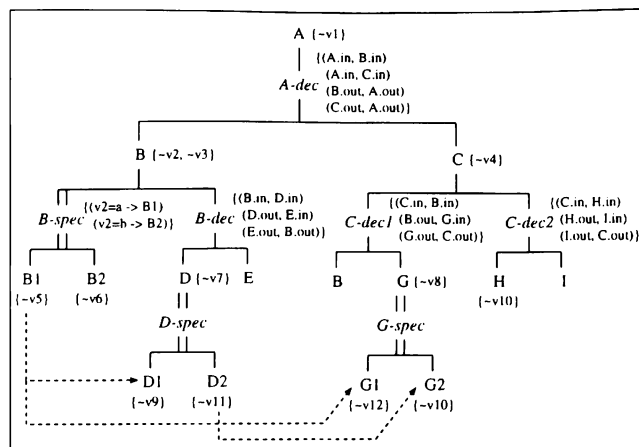 A {~v1}
{(A.in, B.in)
A-dec (A.in, C.in)
(B.out, A.out)
(C.out, A.out)}
B {~v2, ~v3}
C {~v4}
B-spec {(v2=a -> B1)
(v2=b -> B2)}
B-dec {(B.in, D.in)
(D.out, E.in)
(E.out, B.out)}
C-dec1 {(C.in, B.in)
(B.out, G.in)
(G.out, C.out)}
C-dec2 {(C.in, H.in)
(H.out, I.in)
(I.out, C.out)}
B1 B2 D {~v7} E B G {~v8} H I
{~v5} {~v6} {~v10}
D-spec G-spec
D1 D2 G1 G2
{~v9} {~v11} {~v12} {~v10}